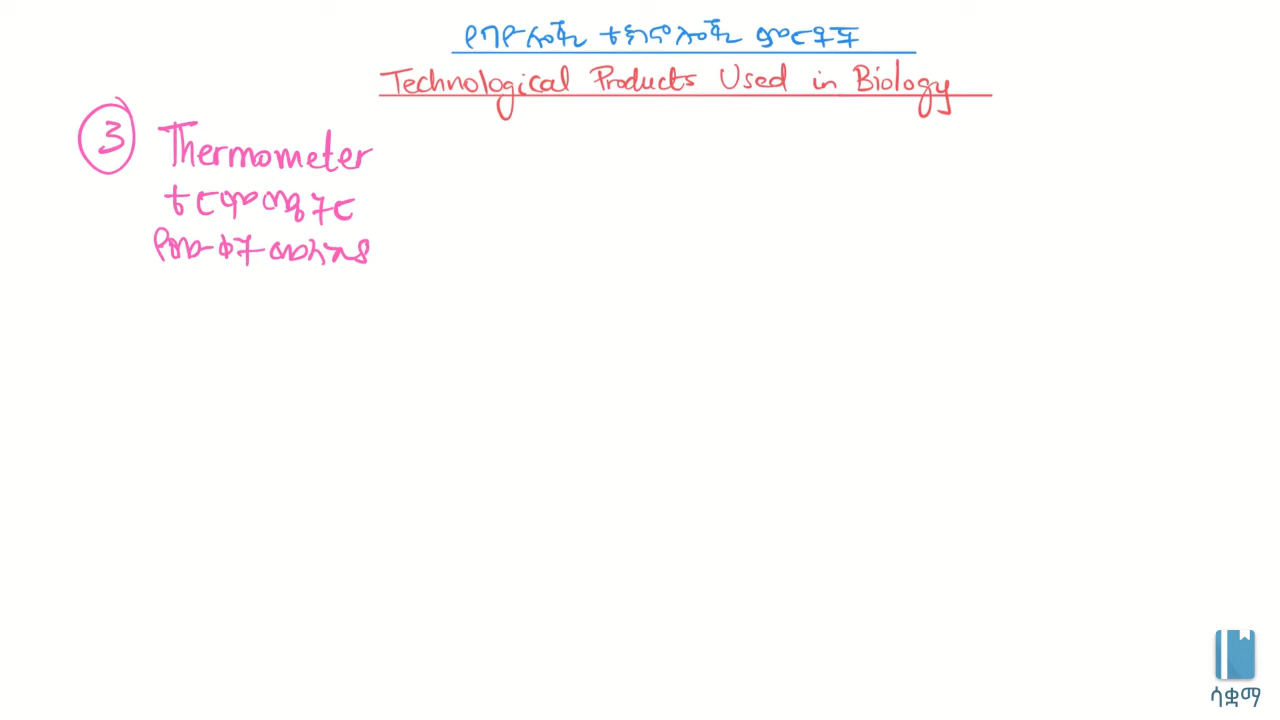 የባዮሎጂ ቴክኖሎጂ ምርቶች
Technological Products Used in Biology
3 Thermometer
ቴርሞሜትር
የሙቀት መለኪያ
ሳቋማ